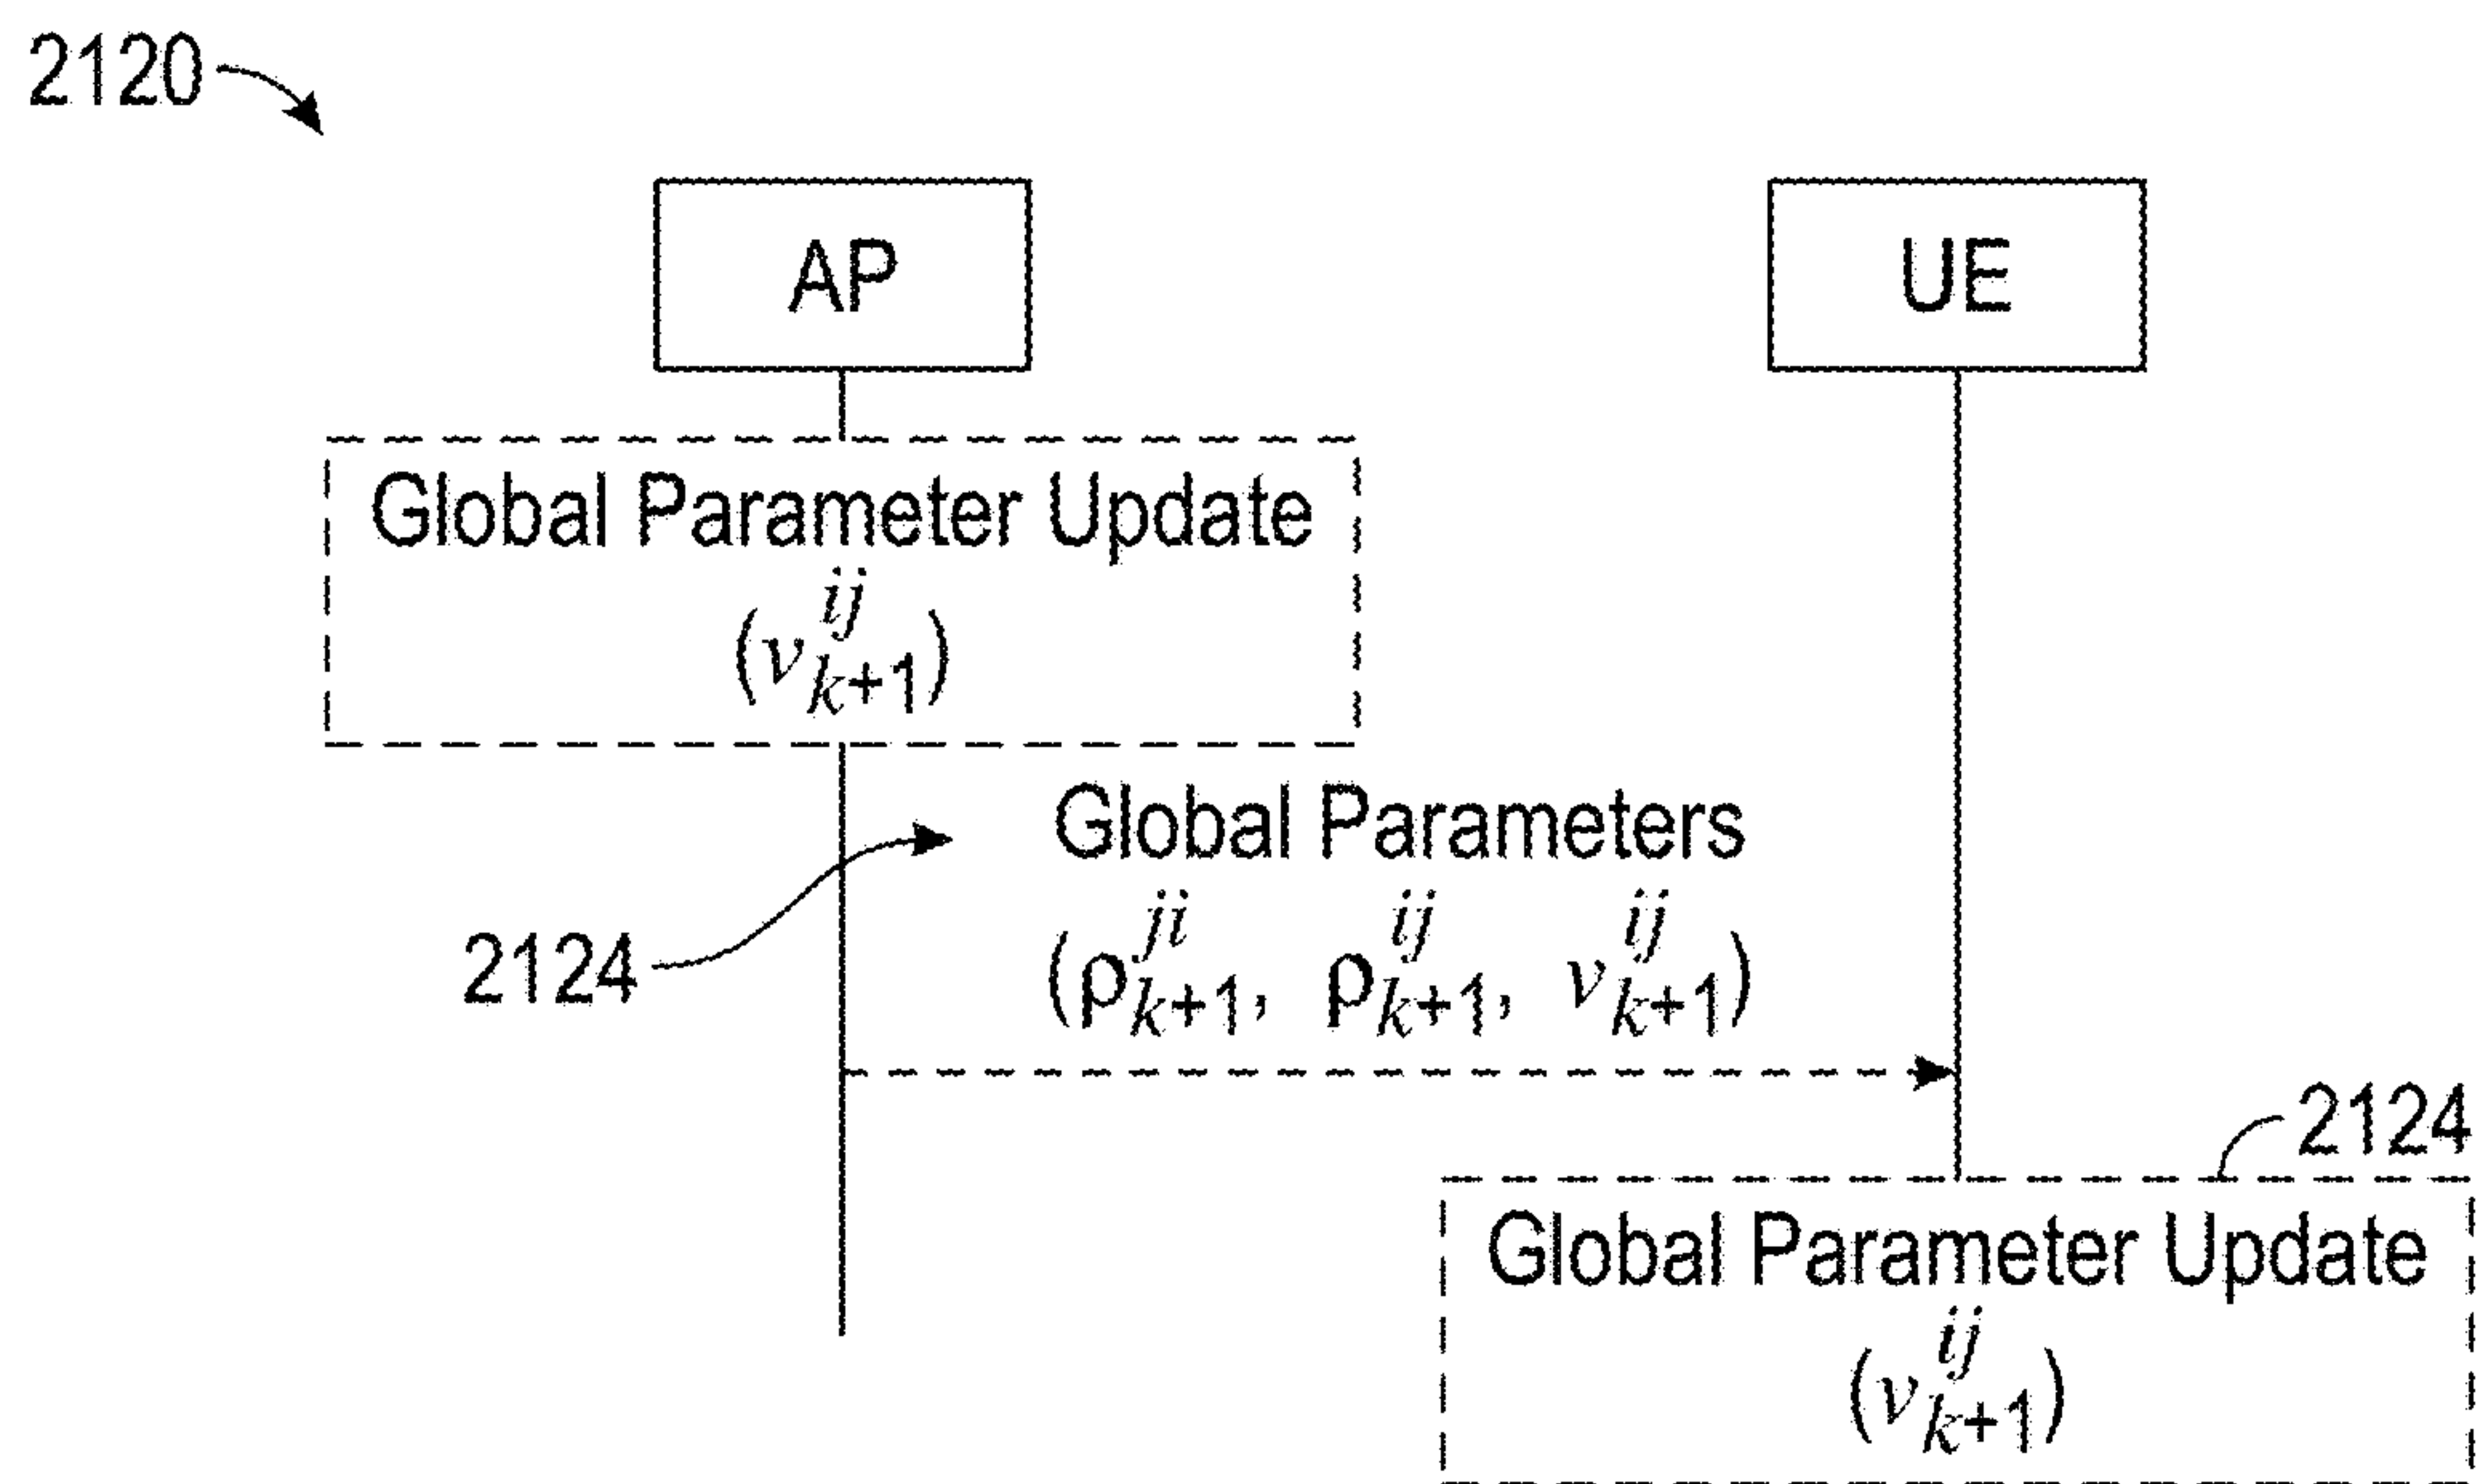 2120
AP UE
Global Parameter Update
(ν^{ij}_{k+1})
Global Parameters
2124
(ρ^{ji}_{k+1}, ρ^{ij}_{k+1}, ν^{ij}_{k+1})
2124
Global Parameter Update
(ν^{ij}_{k+1})